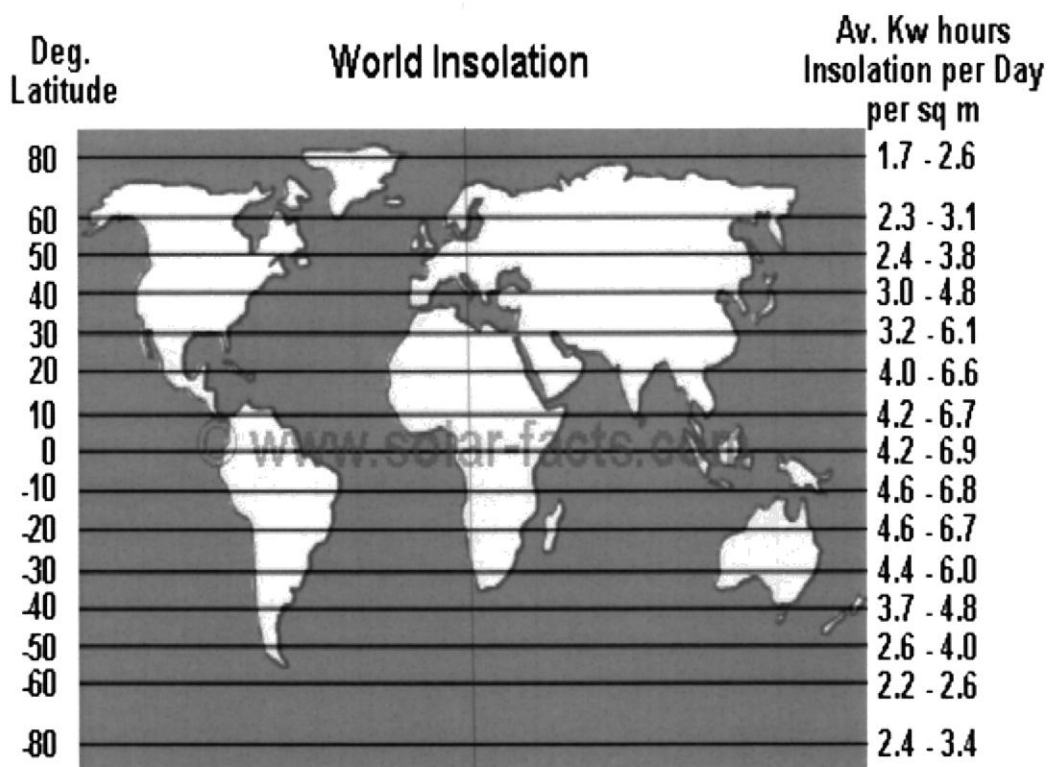 Deg.
Latitude
World Insolation
Av. Kw hours
Insolation per Day
per sq m
80 1.7 - 2.6
60 2.3 - 3.1
50 2.4 - 3.8
40 3.0 - 4.8
30 3.2 - 6.1
20 4.0 - 6.6
10 4.2 - 6.7
© www.solar-facts.com
0 4.2 - 6.9
-10 4.6 - 6.8
-20 4.6 - 6.7
-30 4.4 - 6.0
-40 3.7 - 4.8
-50 2.6 - 4.0
-60 2.2 - 2.6
-80 2.4 - 3.4